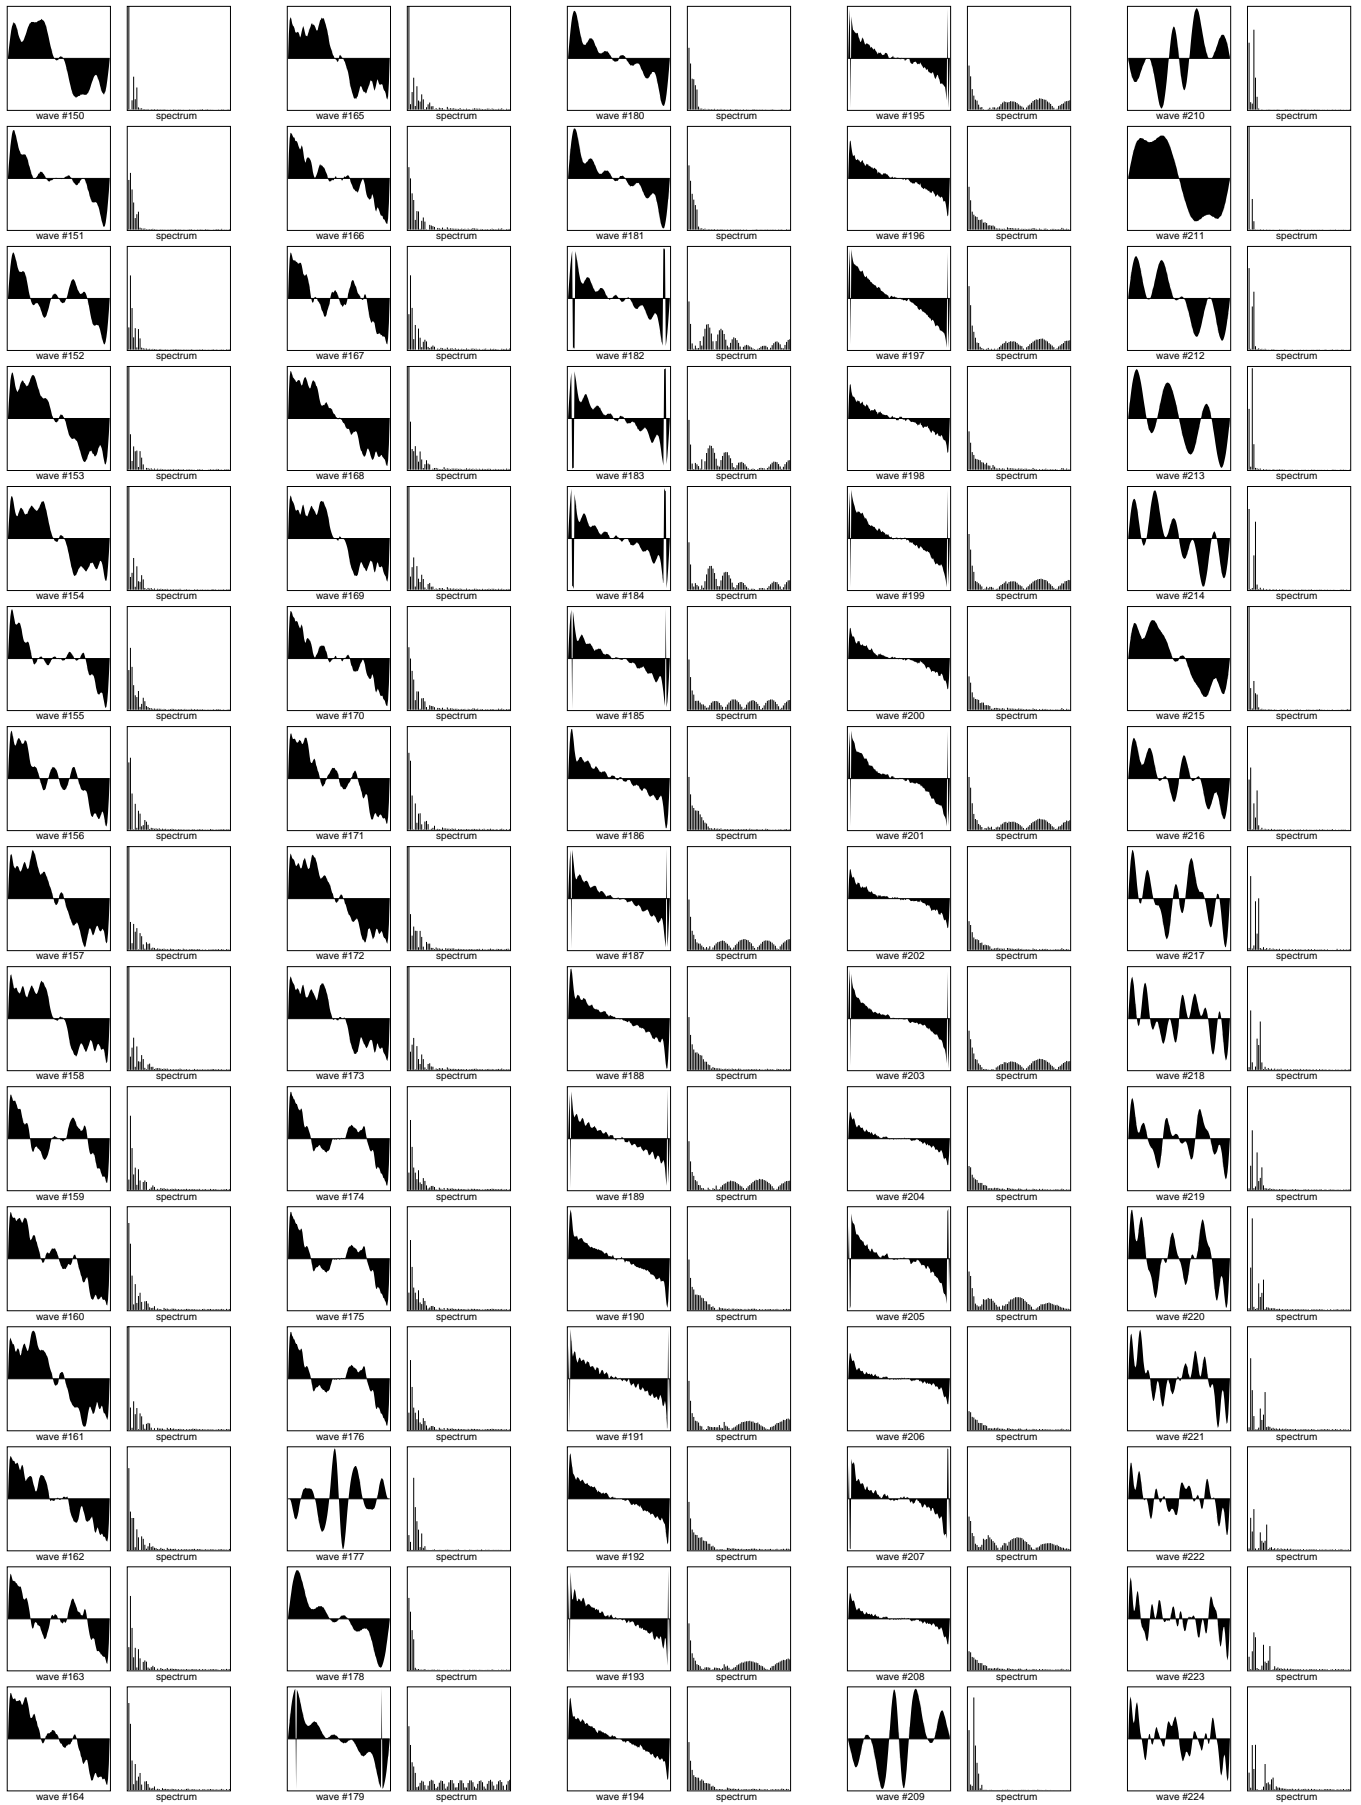 wave #150 spectrum wave #165 spectrum wave #180 spectrum wave #195 spectrum wave #210 spectrum
wave #151 spectrum wave #166 spectrum wave #181 spectrum wave #196 spectrum wave #211 spectrum
wave #152 spectrum wave #167 spectrum wave #182 spectrum wave #197 spectrum wave #212 spectrum
wave #153 spectrum wave #168 spectrum wave #183 spectrum wave #198 spectrum wave #213 spectrum
wave #154 spectrum wave #169 spectrum wave #184 spectrum wave #199 spectrum wave #214 spectrum
wave #155 spectrum wave #170 spectrum wave #185 spectrum wave #200 spectrum wave #215 spectrum
wave #156 spectrum wave #171 spectrum wave #186 spectrum wave #201 spectrum wave #216 spectrum
wave #157 spectrum wave #172 spectrum wave #187 spectrum wave #202 spectrum wave #217 spectrum
wave #158 spectrum wave #173 spectrum wave #188 spectrum wave #203 spectrum wave #218 spectrum
wave #159 spectrum wave #174 spectrum wave #189 spectrum wave #204 spectrum wave #219 spectrum
wave #160 spectrum wave #175 spectrum wave #190 spectrum wave #205 spectrum wave #220 spectrum
wave #161 spectrum wave #176 spectrum wave #191 spectrum wave #206 spectrum wave #221 spectrum
wave #162 spectrum wave #177 spectrum wave #192 spectrum wave #207 spectrum wave #222 spectrum
wave #163 spectrum wave #178 spectrum wave #193 spectrum wave #208 spectrum wave #223 spectrum
wave #164 spectrum wave #179 spectrum wave #194 spectrum wave #209 spectrum wave #224 spectrum